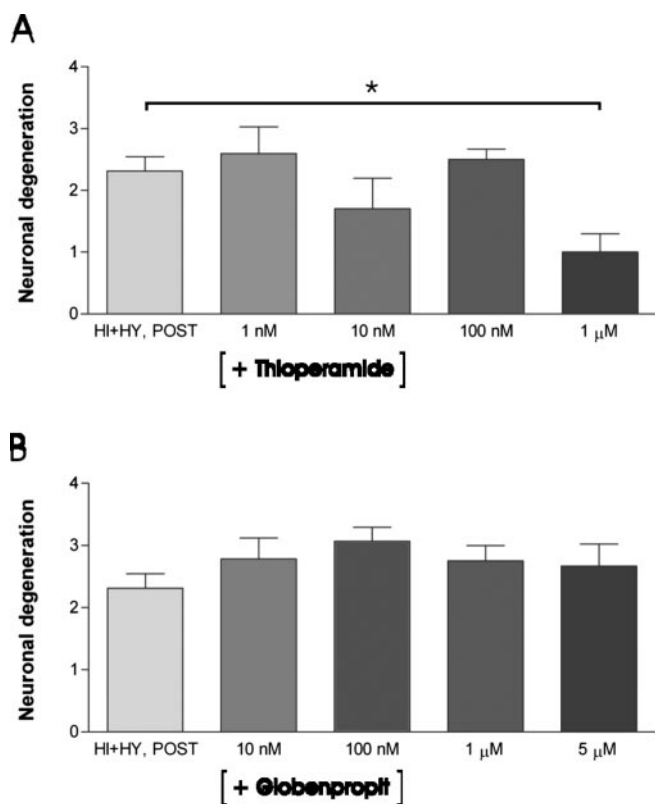 A
Neuronal degeneration
4
3
2
1
0
*
HI+HY, POST 1 nM 10 nM 100 nM 1 μM
[ + Thioperamide ]
B
Neuronal degeneration
4
3
2
1
0
HI+HY, POST 10 nM 100 nM 1 μM 5 μM
[ + Clobenpropit ]